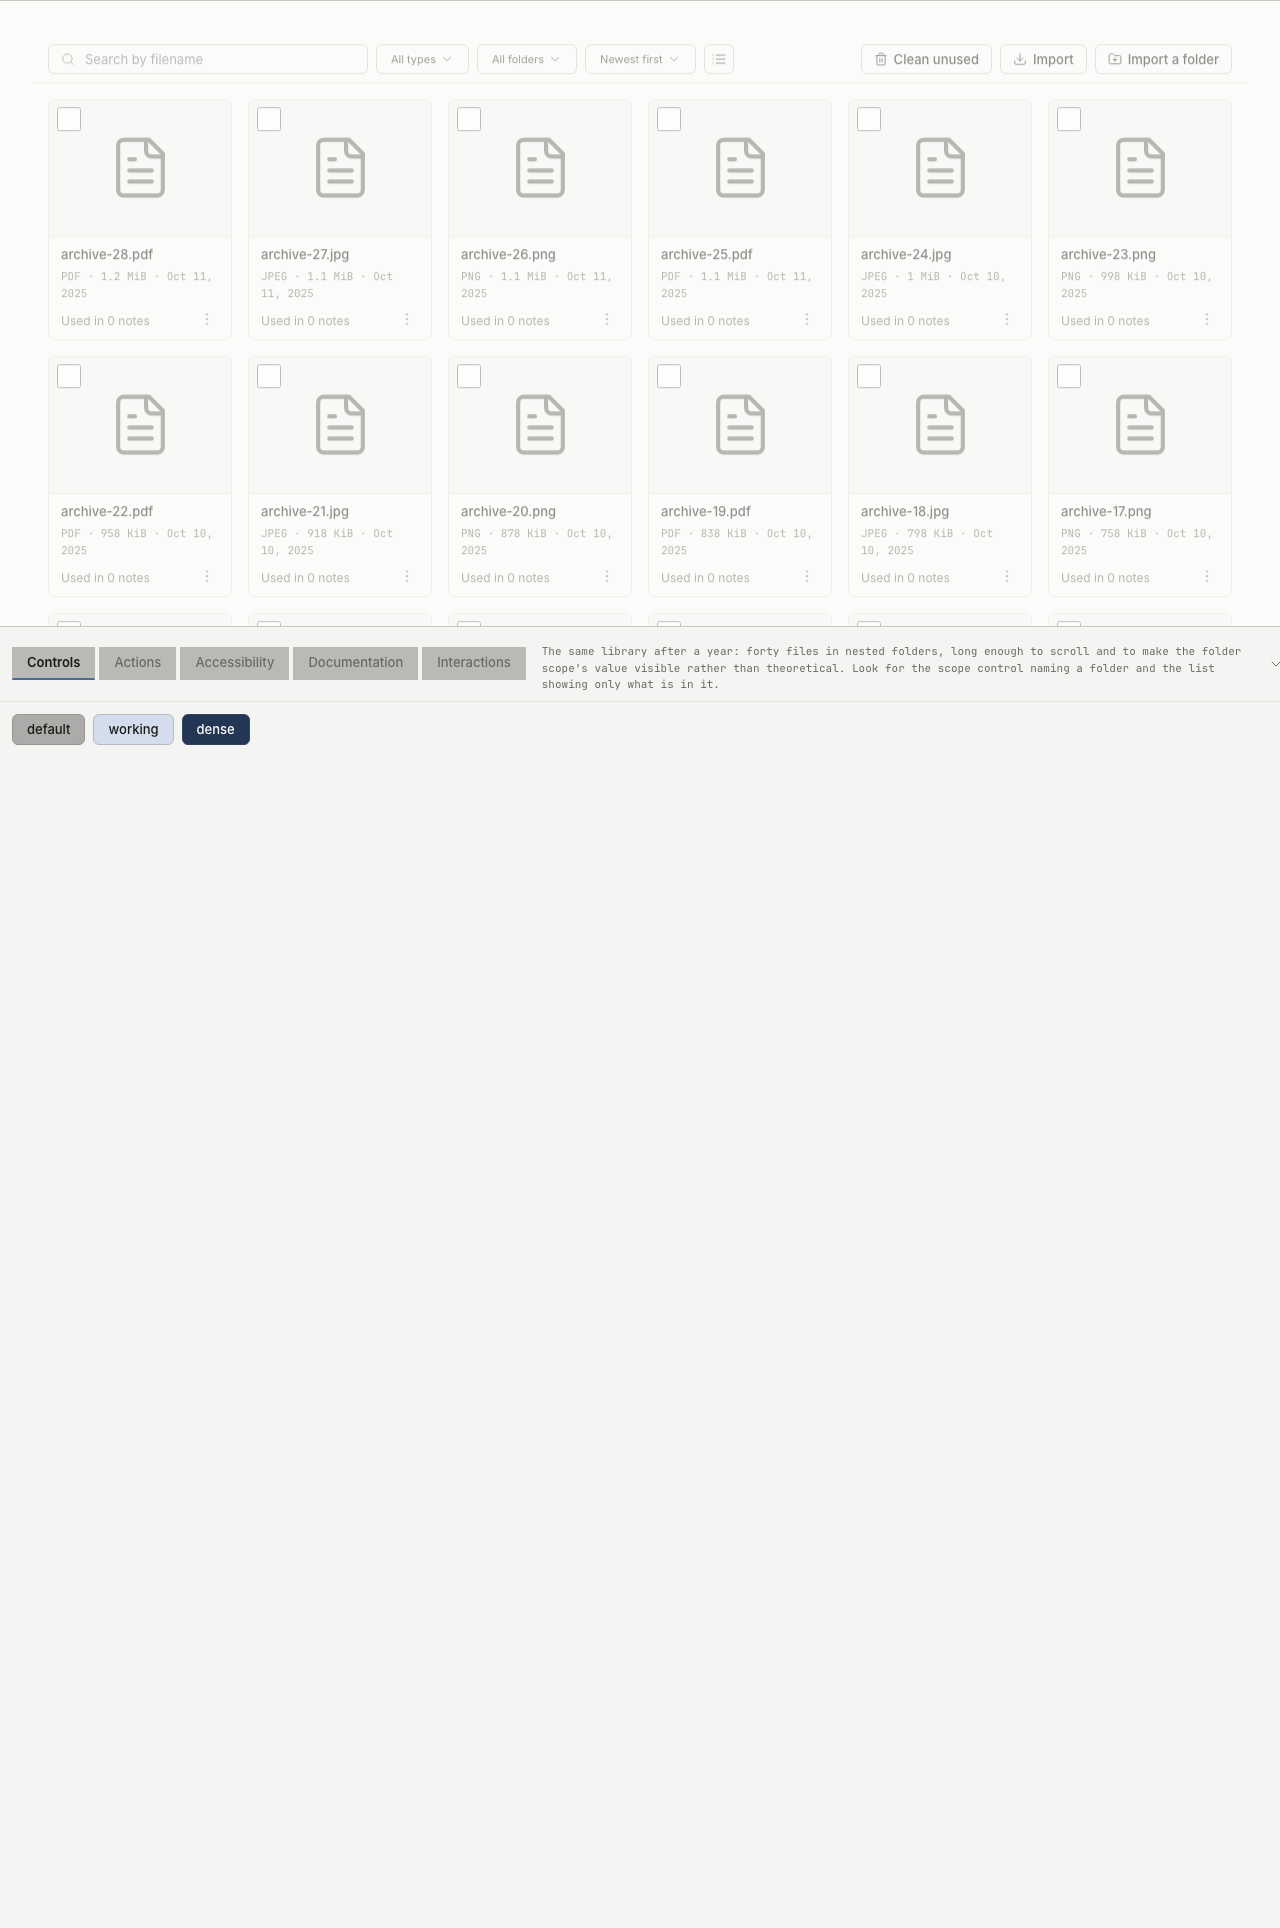 Search by filename
All types
All folders
Newest first
Clean unused
Import
Import a folder
archive-28.pdf
PDF · 1.2 MiB · Oct 11,
2025
Used in 0 notes
archive-27.jpg
JPEG · 1.1 MiB · Oct
11, 2025
Used in 0 notes
archive-26.png
PNG · 1.1 MiB · Oct 11,
2025
Used in 0 notes
archive-25.pdf
PDF · 1.1 MiB · Oct 11,
2025
Used in 0 notes
archive-24.jpg
JPEG · 1 MiB · Oct 10,
2025
Used in 0 notes
archive-23.png
PNG · 998 KiB · Oct 10,
2025
Used in 0 notes
archive-22.pdf
PDF · 958 KiB · Oct 10,
2025
Used in 0 notes
archive-21.jpg
JPEG · 918 KiB · Oct
10, 2025
Used in 0 notes
archive-20.png
PNG · 878 KiB · Oct 10,
2025
Used in 0 notes
archive-19.pdf
PDF · 838 KiB · Oct 10,
2025
Used in 0 notes
archive-18.jpg
JPEG · 798 KiB · Oct
10, 2025
Used in 0 notes
archive-17.png
PNG · 758 KiB · Oct 10,
2025
Used in 0 notes
Controls
Actions
Accessibility
Documentation
Interactions
The same library after a year: forty files in nested folders, long enough to scroll and to make the folder
scope's value visible rather than theoretical. Look for the scope control naming a folder and the list
showing only what is in it.
default
working
dense